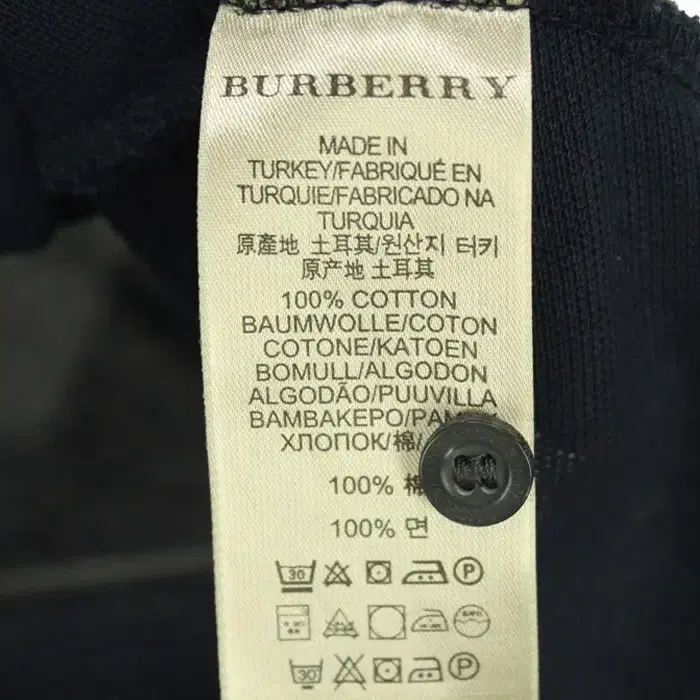 BURBERRY
MADE IN
TURKEY/FABRIQUÉ EN
TURQUIE/FABRICADO NA
TURQUIA
原產地 土耳其/원산지 터키
原产地 土耳其
100% COTTON
BAUMWOLLE/COTON
COTONE/KATOEN
BOMULL/ALGODON
ALGODÃO/PUUVILLA
BAMBAKEPO/
ХЛОПОК/棉/
100%
100% 면
30 P
30 P